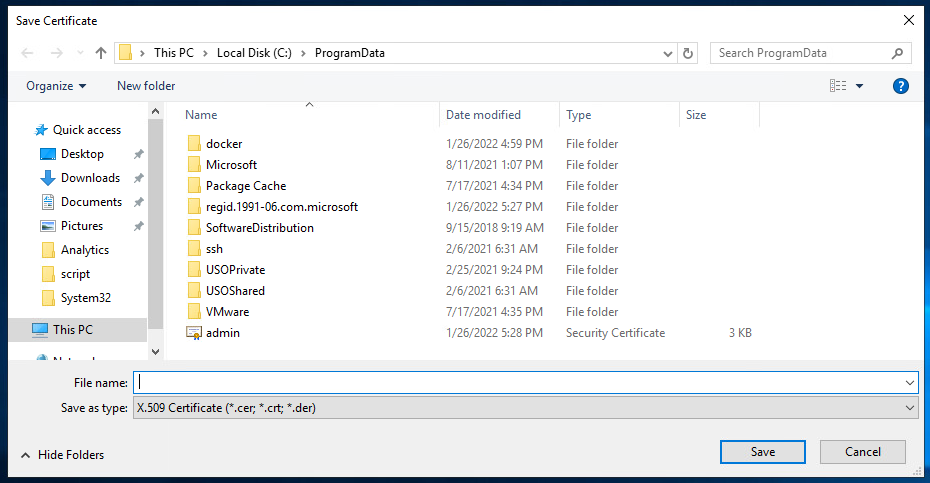 Save Certificate
This PC > Local Disk (C:) > ProgramData
Search ProgramData
Organize
New folder
Quick access
Desktop
Downloads
Documents
Pictures
Analytics
script
System32
This PC
Name Date modified Type Size
docker 1/26/2022 4:59 PM File folder
Microsoft 8/11/2021 1:07 PM File folder
Package Cache 7/17/2021 4:34 PM File folder
regid.1991-06.com.microsoft 1/26/2022 5:27 PM File folder
SoftwareDistribution 9/15/2018 9:19 AM File folder
ssh 2/6/2021 6:31 AM File folder
USOPrivate 2/25/2021 9:24 PM File folder
USOShared 2/6/2021 6:31 AM File folder
VMware 7/17/2021 4:35 PM File folder
admin 1/26/2022 5:28 PM Security Certificate 3 KB
File name:
Save as type: X.509 Certificate (*.cer; *.crt; *.der)
Hide Folders
Save
Cancel